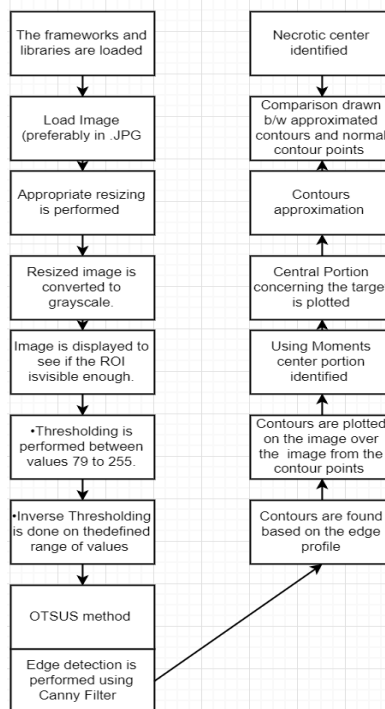 The frameworks and
libraries are loaded
Load Image
(preferably in .JPG
Appropriate resizing
is performed
Resized image is
converted to
grayscale.
Image is displayed to
see if the ROI
isvisible enough.
•Thresholding is
performed between
values 79 to 255.
•Inverse Thresholding
is done on thedefined
range of values
OTSUS method
Edge detection is
performed using
Canny Filter
Necrotic center
identified
Comparison drawn
b/w approximated
contours and normal
contour points
Contours
approximation
Central Portion
concerning the target
is plotted
Using Moments
center portion
identified
Contours are plotted
on the image over
the image from the
contour points
Contours are found
based on the edge
profile